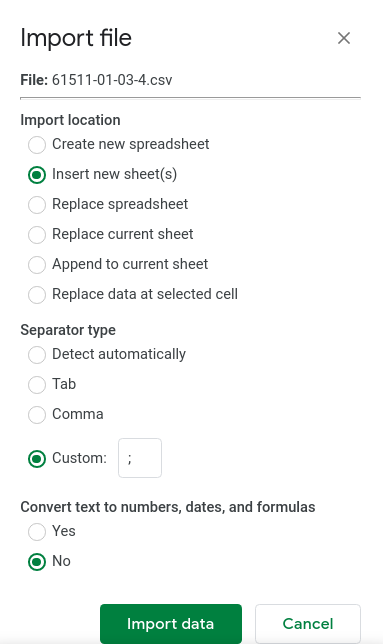 Import file
File: 61511-01-03-4.csv
Import location
Create new spreadsheet
Insert new sheet(s)
Replace spreadsheet
Replace current sheet
Append to current sheet
Replace data at selected cell
Separator type
Detect automatically
Tab
Comma
Custom: ;
Convert text to numbers, dates, and formulas
Yes
No
Import data Cancel